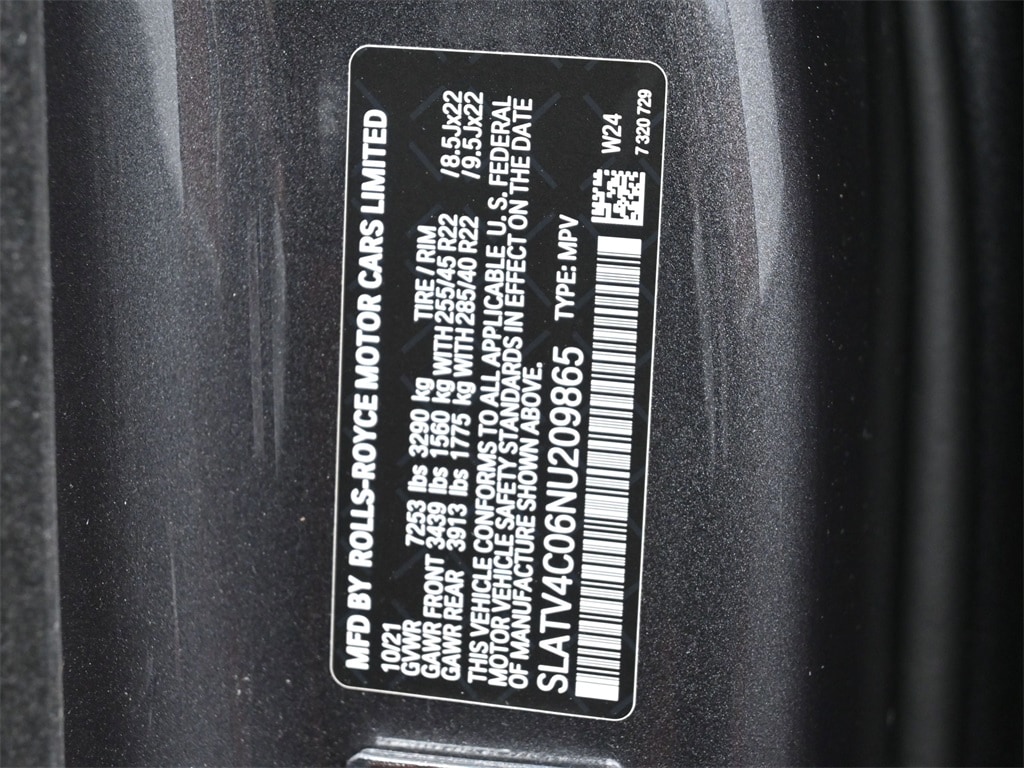 MFD BY ROLLS-ROYCE MOTOR CARS LIMITED
10/21
GVWR 7253 lbs 3290 kg TIRE / RIM
GAWR FRONT 3439 lbs 1560 kg WITH 255/45 R22 /8.5Jx22
GAWR REAR 3913 lbs 1775 kg WITH 285/40 R22 /9.5Jx22
THIS VEHICLE CONFORMS TO ALL APPLICABLE U.S. FEDERAL
MOTOR VEHICLE SAFETY STANDARDS IN EFFECT ON THE DATE
OF MANUFACTURE SHOWN ABOVE.
SLATV4C06NU209865 TYPE: MPV
W24
7 320 729